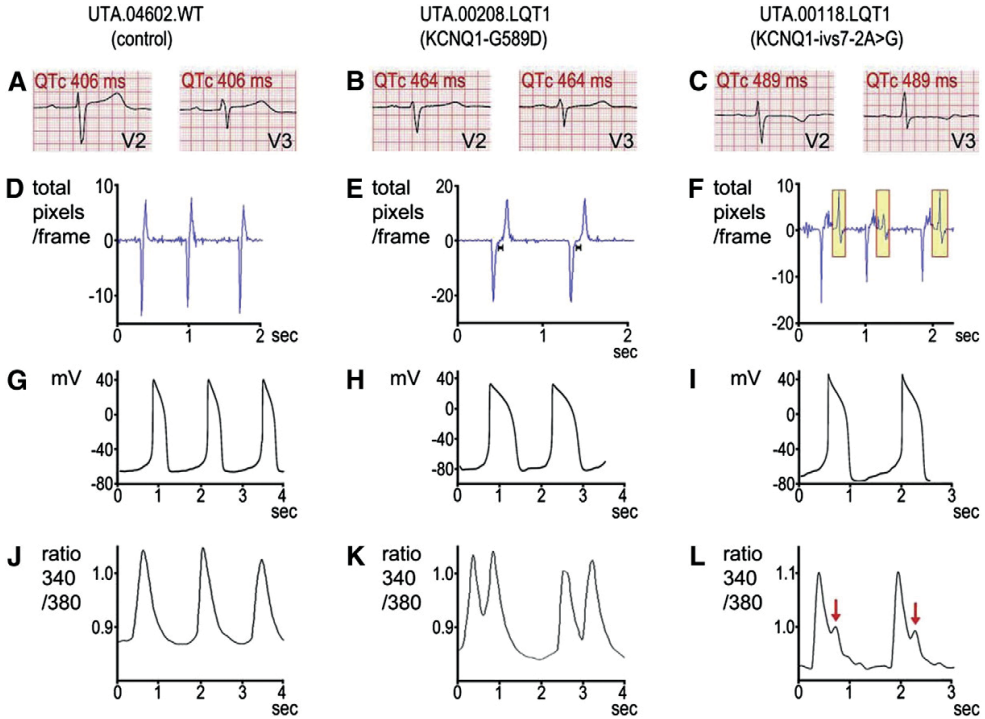 UTA.04602.WT
(control)
UTA.00208.LQT1
(KCNQ1-G589D)
UTA.00118.LQT1
(KCNQ1-ivs7-2A>G)
A
QTc 406 ms
V2
QTc 406 ms
V3
B
QTc 464 ms
V2
QTc 464 ms
V3
C
QTc 489 ms
V2
QTc 489 ms
V3
D
total
pixels
/frame
10
0
-10
0 1 2 sec
E
total
pixels
/frame
20
0
-20
0 1 2
sec
F
total
pixels
/frame
10
0
-10
-20
0 1 2 sec
G
mV
40
0
-40
-80
0 1 2 3 4
sec
H
mV
40
0
-40
-80
0 1 2 3 4
sec
I
mV
40
0
-40
-80
0 1 2 3
sec
J
ratio
340
/380
1.0
0.9
0 1 2 3 4
sec
K
ratio
340
/380
1.0
0.9
0 1 2 3 4
sec
L
ratio
340
/380
1.1
1.0
0 1 2 3
sec